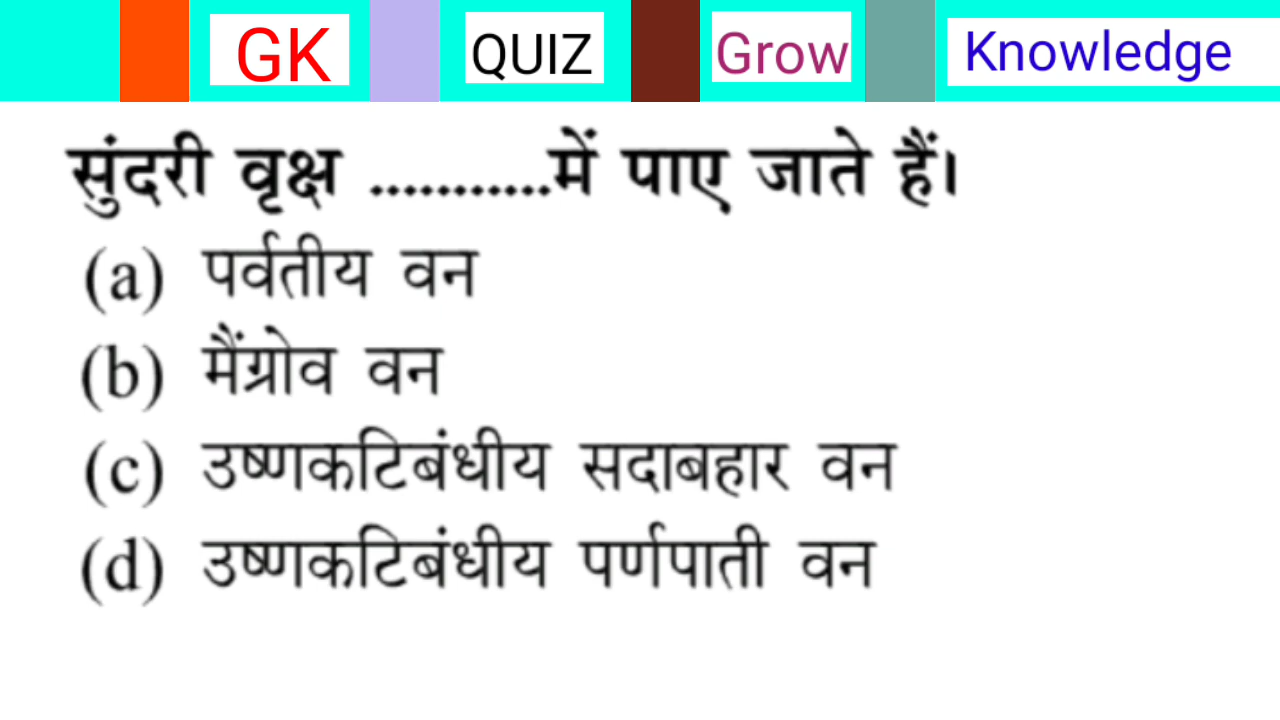 GK QUIZ Grow Knowledge
सुंदरी वृक्ष ...........में पाए जाते हैं।
(a) पर्वतीय वन
(b) मैंग्रोव वन
(c) उष्णकटिबंधीय सदाबहार वन
(d) उष्णकटिबंधीय पर्णपाती वन